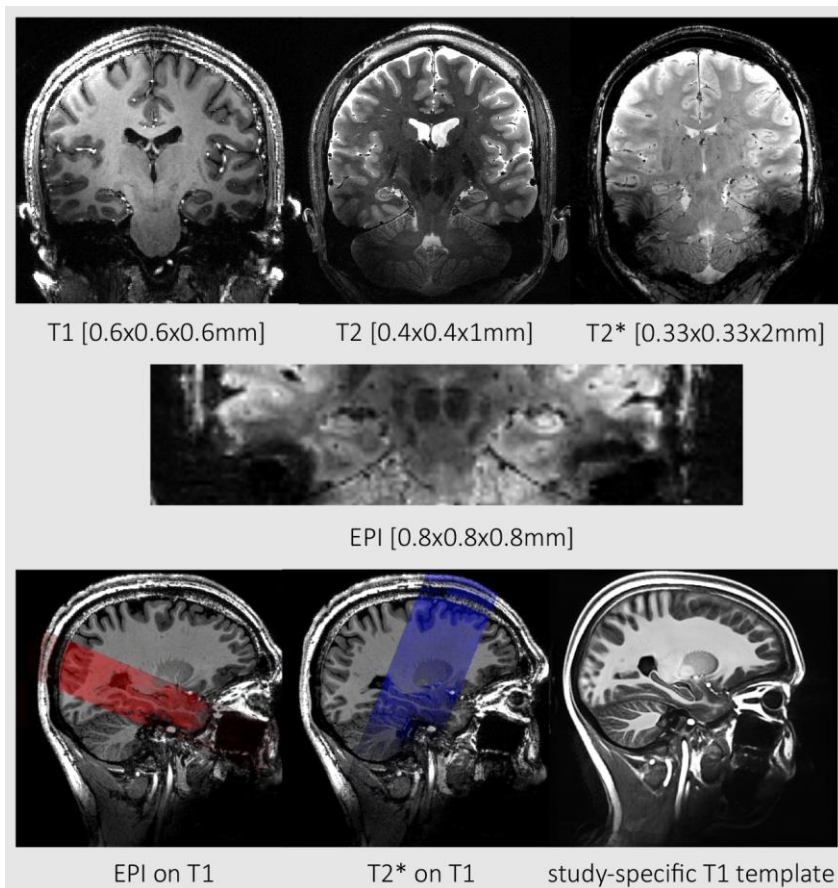 T1 [0.6x0.6x0.6mm]
T2 [0.4x0.4x1mm]
T2* [0.33x0.33x2mm]
EPI [0.8x0.8x0.8mm]
EPI on T1
T2* on T1
study-specific T1 template